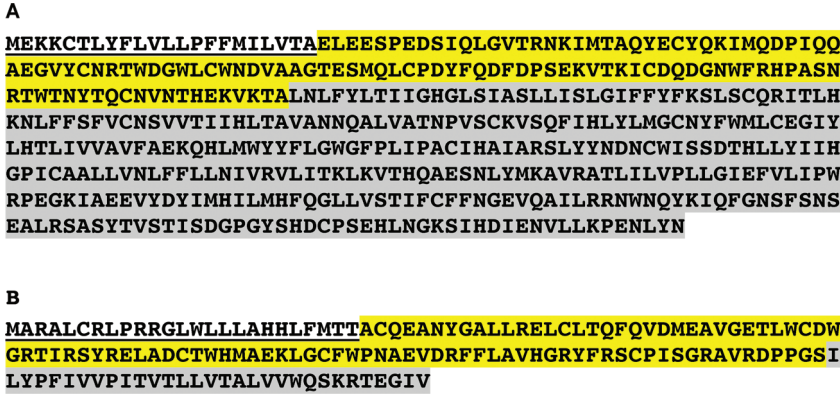 A
MEKKCTLYFLVLLPFFMILVTAELEESPEDSIQLGVTRNKIMTAQYECYQKIMQDPIQQ
AEGVYCNRTWDGWLCWNDVAAGTESMQLCPDYFQDFDPSEKVTKICDQDGNWFRHPASN
RTWTNYTQCNVNTHEKVKTALNLFYLTIIGHGLSIASLLISLGIFFYFKSLSCQRITLH
KNLFFSFVCNSVVTIIHLTAVANNQALVATNPVSCKVSQFIHLYLMGCNYFWMLCEGIY
LHTLIVVAVFAEKQHLMWYYFLGWGFPLIPACIHAIARSLYYNDNCWISSDTHLLYIIH
GPICAALLVNLFFLLNIVRVLITKLKVTHQAESNLYMKAVRATLILVPLLGIEFVLIPW
RPEGKIAEEVYDYIMHILMHFQGLLVSTIFCFFNGEVQAILRRNWNQYKIQFGNSFSNS
EALRSASYTVSTISDGPGYSHDCPSEHLNGKSIHDIENVLLKPENLYN
B
MARALCRLPRRGLWLLLAHHLFMTTACQEANYGALLRELCLTQFQVDMEAVGETLWCDW
GRTIRSYRELADCTWHMAEKLGCFWPNAEVDRFFLAVHGRYFRSCPISGRAVRDPPGSI
LYPFIVVPITVTLLVTALVVWQSKRTEGIV